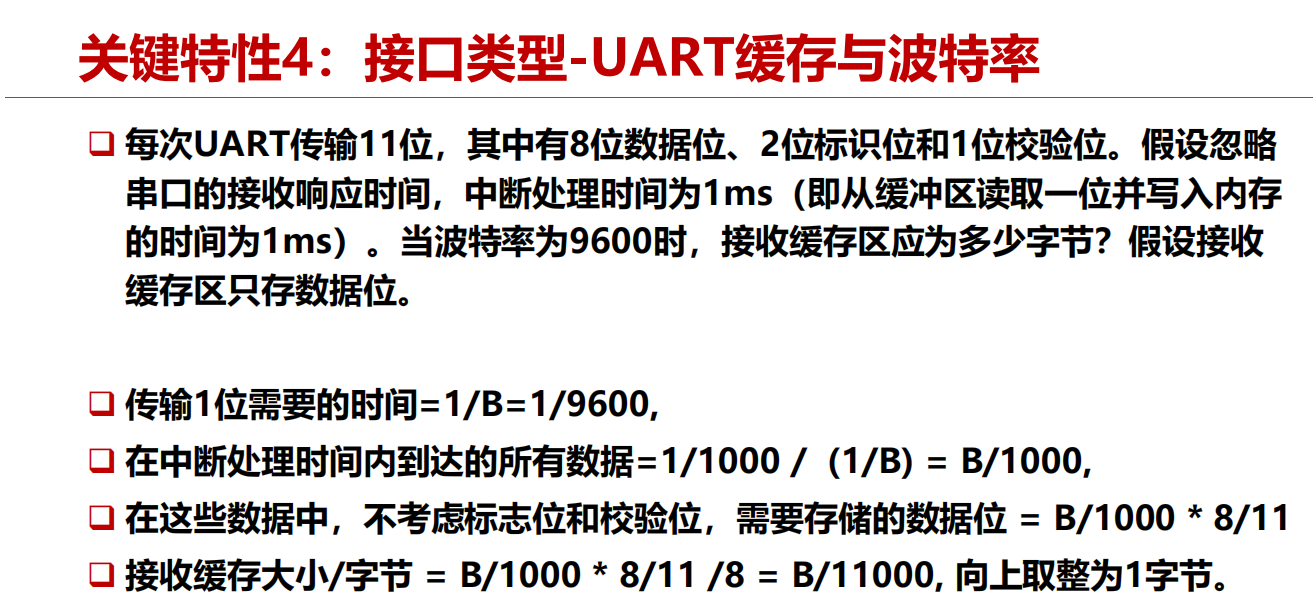 关键特性4：接口类型-UART缓存与波特率
❑ 每次UART传输11位，其中有8位数据位、2位标识位和1位校验位。假设忽略
串口的接收响应时间，中断处理时间为1ms（即从缓冲区读取一位并写入内存
的时间为1ms）。当波特率为9600时，接收缓存区应为多少字节？假设接收
缓存区只存数据位。
❑ 传输1位需要的时间=1/B=1/9600,
❑ 在中断处理时间内到达的所有数据=1/1000 /（1/B) = B/1000,
❑ 在这些数据中，不考虑标志位和校验位，需要存储的数据位 = B/1000 * 8/11
❑ 接收缓存大小/字节 = B/1000 * 8/11 /8 = B/11000, 向上取整为1字节。